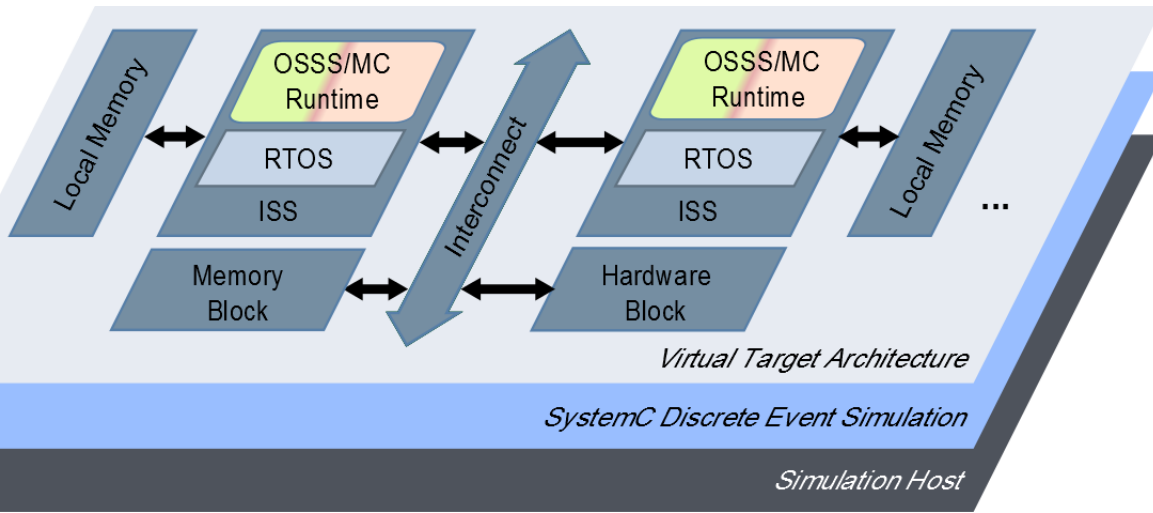 Local Memory
OSSS/MC
Runtime
RTOS
ISS
Interconnect
OSSS/MC
Runtime
RTOS
ISS
Local Memory
...
Memory
Block
Hardware
Block
Virtual Target Architecture
SystemC Discrete Event Simulation
Simulation Host